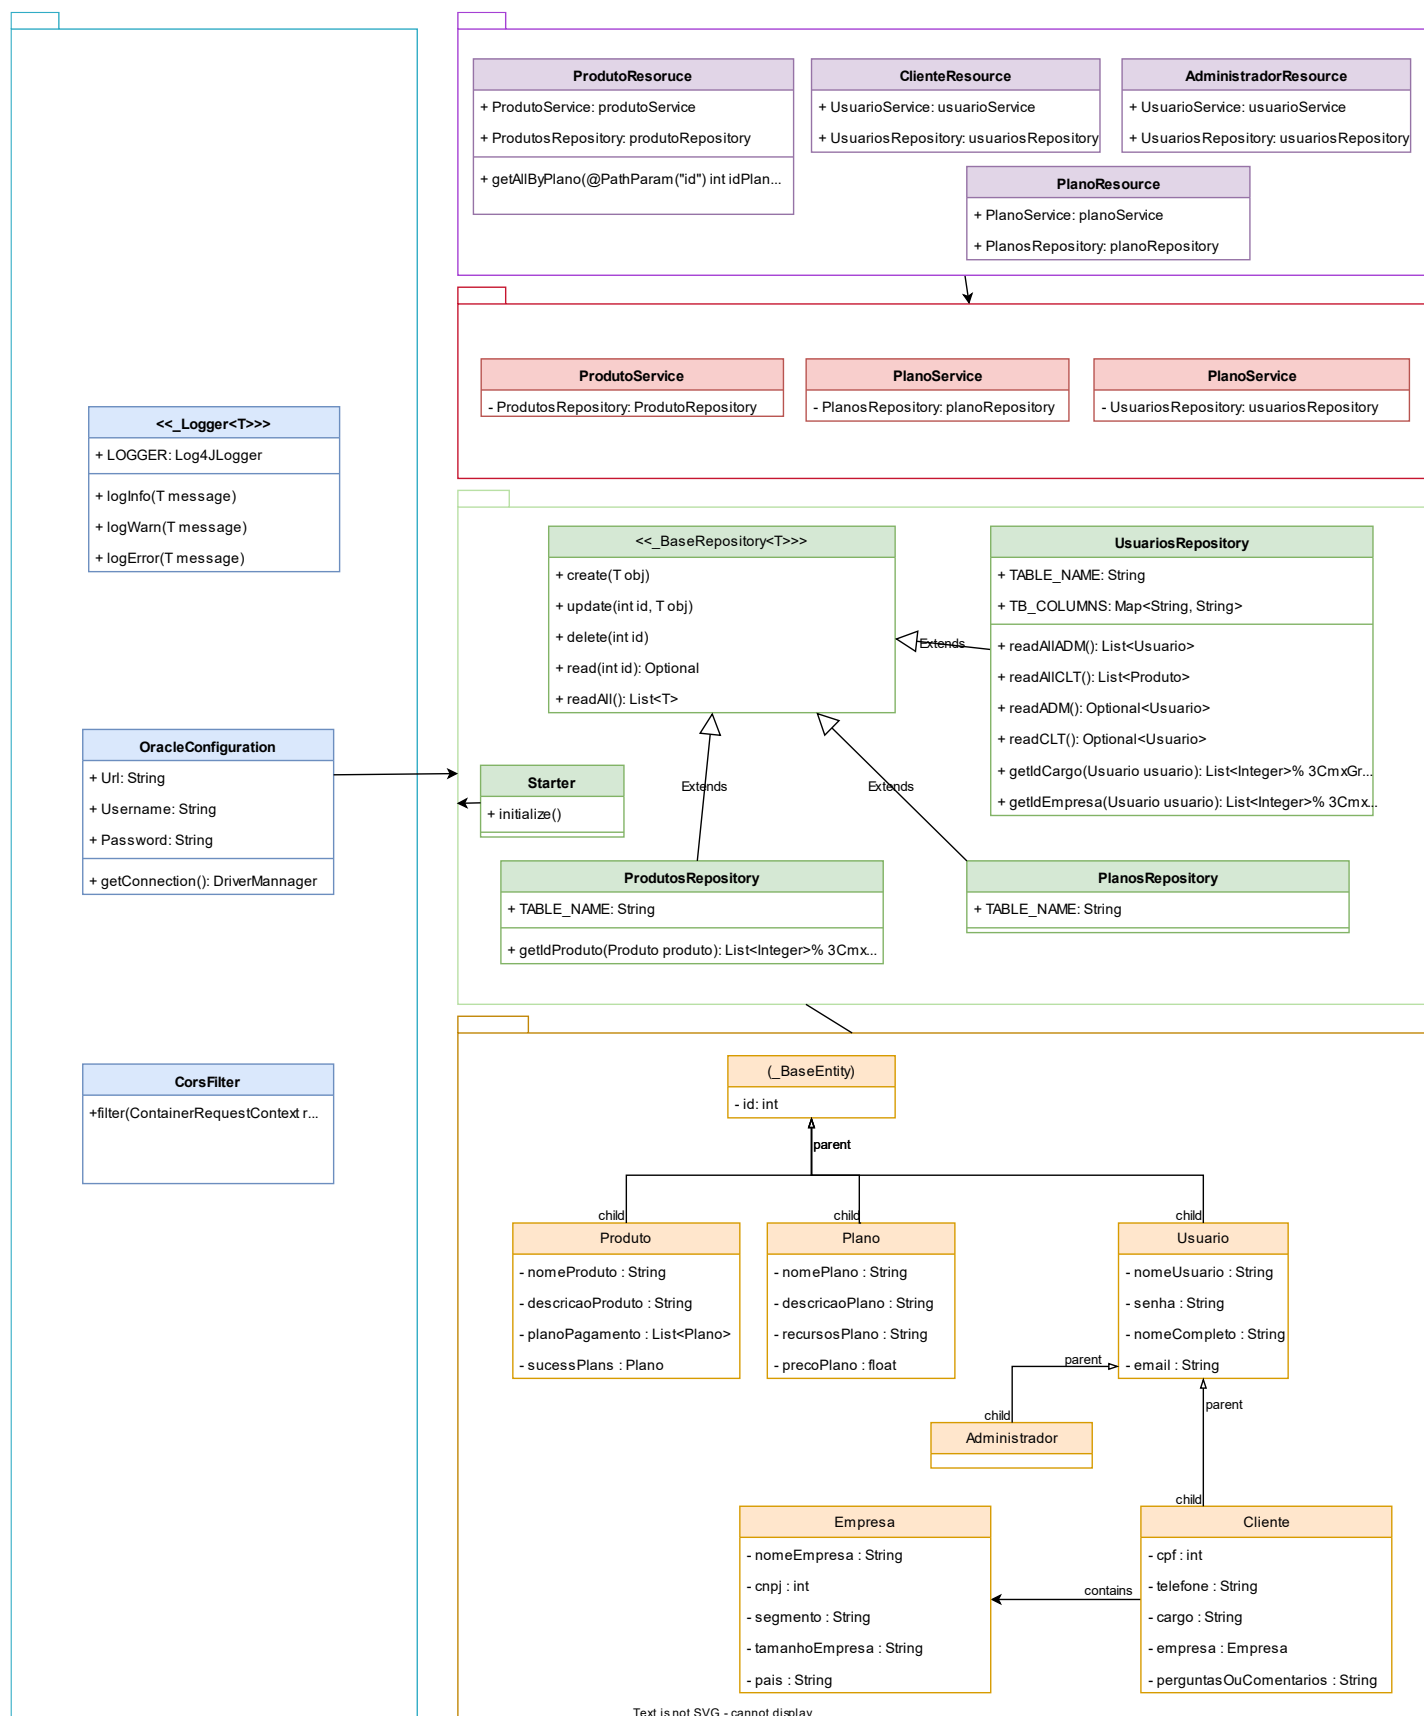 ProdutoResoruce
+ ProdutoService: produtoService
+ ProdutosRepository: produtoRepository
+ getAllByPlano(@PathParam("id") int idPlan...
ClienteResource
+ UsuarioService: usuarioService
+ UsuariosRepository: usuariosRepository
AdministradorResource
+ UsuarioService: usuarioService
+ UsuariosRepository: usuariosRepository
PlanoResource
+ PlanoService: planoService
+ PlanosRepository: planoRepository
ProdutoService
- ProdutosRepository: ProdutoRepository
PlanoService
- PlanosRepository: planoRepository
PlanoService
- UsuariosRepository: usuariosRepository
<<_Logger<T>>>
+ LOGGER: Log4JLogger
+ logInfo(T message)
+ logWarn(T message)
+ logError(T message)
<<_BaseRepository<T>>>
+ create(T obj)
+ update(int id, T obj)
+ delete(int id)
+ read(int id): Optional
+ readAll(): List<T>
Extends
UsuariosRepository
+ TABLE_NAME: String
+ TB_COLUMNS: Map<String, String>
+ readAllADM(): List<Usuario>
+ readAllCLT(): List<Produto>
+ readADM(): Optional<Usuario>
+ readCLT(): Optional<Usuario>
+ getIdCargo(Usuario usuario): List<Integer>% 3CmxGr...
+ getIdEmpresa(Usuario usuario): List<Integer>% 3Cmx...
OracleConfiguration
+ Url: String
+ Username: String
+ Password: String
+ getConnection(): DriverMannager
Starter
+ initialize()
Extends
Extends
ProdutosRepository
+ TABLE_NAME: String
+ getIdProduto(Produto produto): List<Integer>% 3Cmx...
PlanosRepository
+ TABLE_NAME: String
CorsFilter
+filter(ContainerRequestContext r...
(_BaseEntity)
- id: int
parent
child
child
child
Produto
- nomeProduto : String
- descricaoProduto : String
- planoPagamento : List<Plano>
- sucessPlans : Plano
Plano
- nomePlano : String
- descricaoPlano : String
- recursosPlano : String
- precoPlano : float
Usuario
- nomeUsuario : String
- senha : String
- nomeCompleto : String
- email : String
parent
child
parent
child
Administrador
Empresa
- nomeEmpresa : String
- cnpj : int
- segmento : String
- tamanhoEmpresa : String
- pais : String
contains
Cliente
- cpf : int
- telefone : String
- cargo : String
- empresa : Empresa
- perguntasOuComentarios : String
Text is not SVG - cannot display